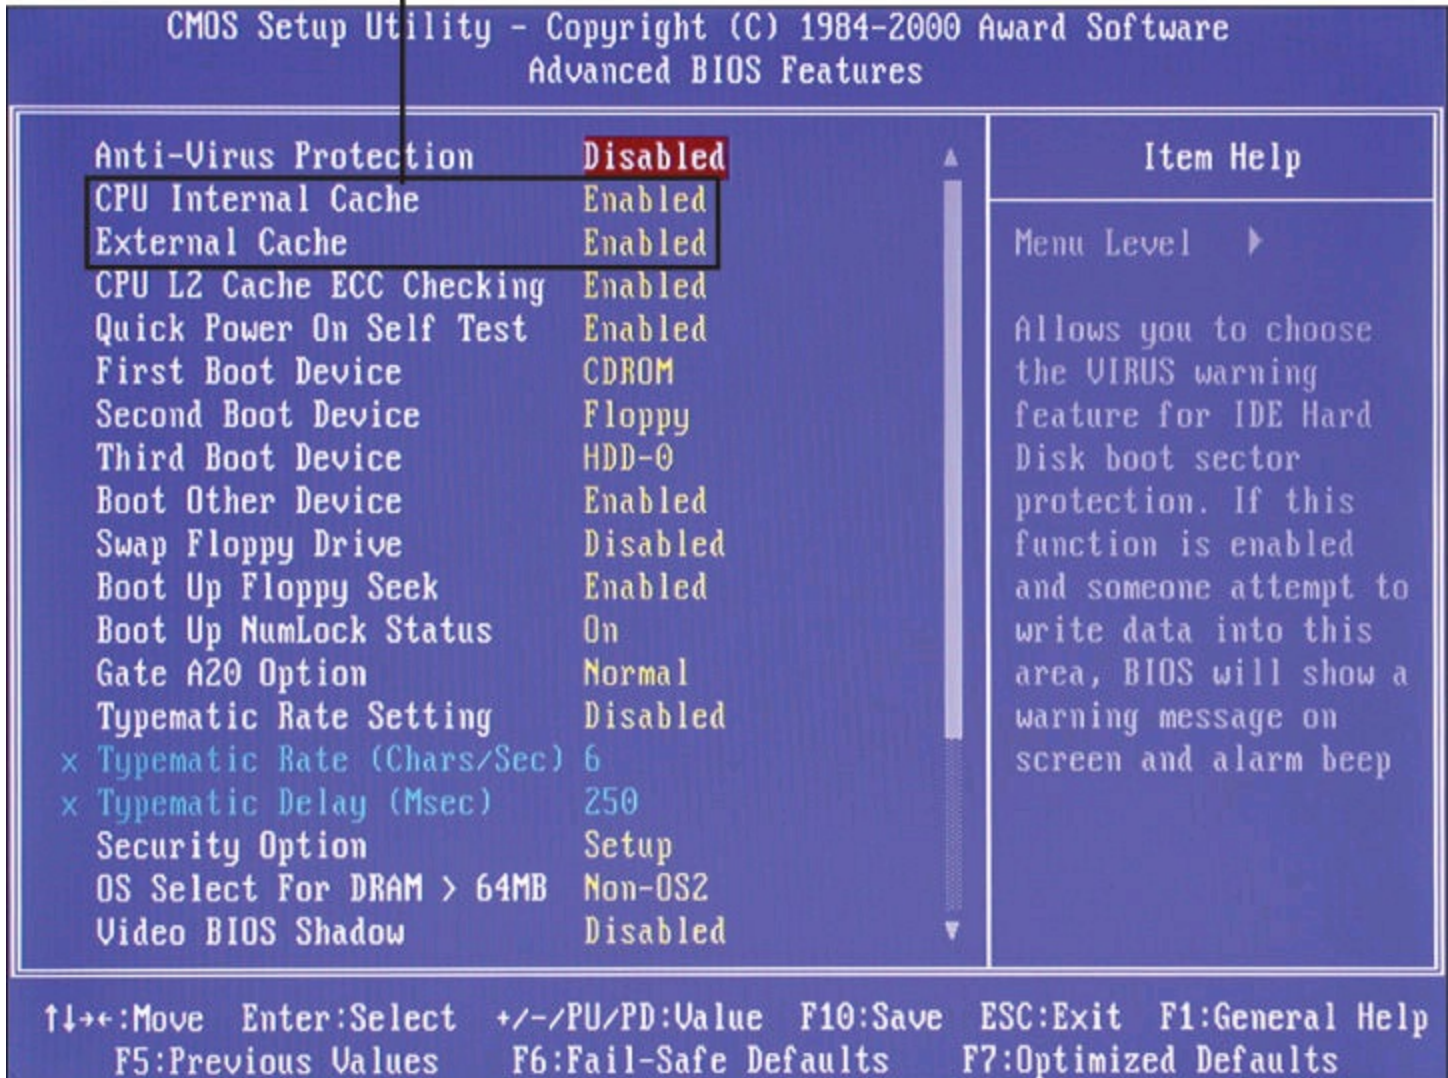 CMOS Setup Utility - Copyright (C) 1984-2000 Award Software
Advanced BIOS Features
Anti-Virus Protection Disabled
CPU Internal Cache Enabled
External Cache Enabled
CPU L2 Cache ECC Checking Enabled
Quick Power On Self Test Enabled
First Boot Device CDROM
Second Boot Device Floppy
Third Boot Device HDD-0
Boot Other Device Enabled
Swap Floppy Drive Disabled
Boot Up Floppy Seek Enabled
Boot Up NumLock Status On
Gate A20 Option Normal
Typematic Rate Setting Disabled
x Typematic Rate (Chars/Sec) 6
x Typematic Delay (Msec) 250
Security Option Setup
OS Select For DRAM > 64MB Non-OS2
Video BIOS Shadow Disabled
Item Help
Menu Level ▶
Allows you to choose
the VIRUS warning
feature for IDE Hard
Disk boot sector
protection. If this
function is enabled
and someone attempt to
write data into this
area, BIOS will show a
warning message on
screen and alarm beep
↑↓→←:Move Enter:Select +/-/PU/PD:Value F10:Save ESC:Exit F1:General Help
F5:Previous Values F6:Fail-Safe Defaults F7:Optimized Defaults